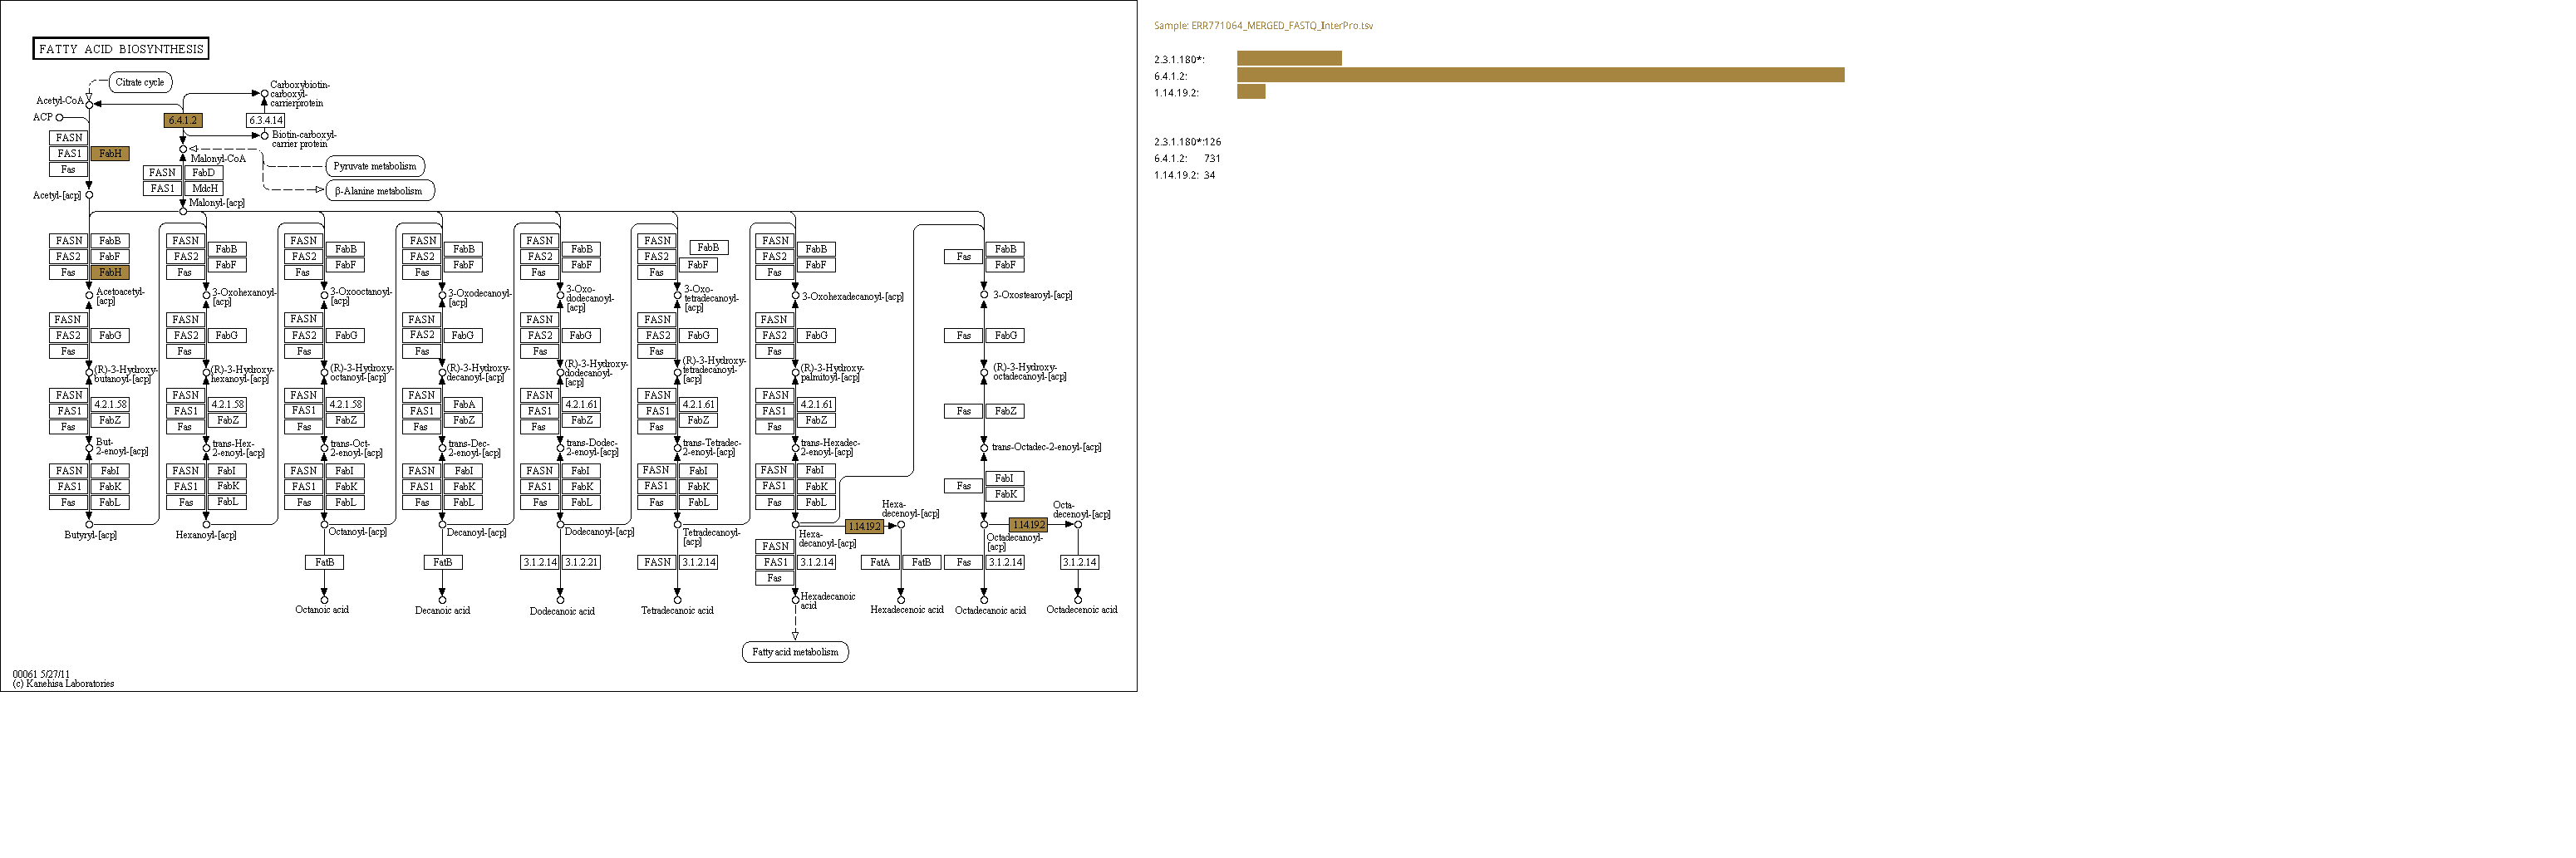 FATTY ACID BIOSYNTHESIS
Sample: ERR771064_MERGED_FASTQ_InterPro.tsv
2.3.1.180*:
6.4.1.2:
1.14.19.2:
2.3.1.180*:126
6.4.1.2: 731
1.14.19.2: 34
Citrate cycle
Acetyl-CoA
ACP
Carboxybiotin-
carboxyl-
carrierprotein
6.4.1.2
6.3.4.14
Biotin-carboxyl-
carrier protein
FASN
FAS1
FabH
Fas
Malonyl-CoA
Pyruvate metabolism
β-Alanine metabolism
FASN
FabD
FAS1
MdcH
Acetyl-[acp]
Malonyl-[acp]
FASN FabB
FAS2 FabF
Fas FabH
Acetoacetyl-
[acp]
FASN
FAS2 FabG
Fas
(R)-3-Hydroxy-
butanoyl-[acp]
FASN
FAS1
Fas
4.2.1.58
FabZ
But-
2-enoyl-[acp]
FASN FabI
FAS1 FabK
Fas FabL
Butyryl-[acp]
FASN
FAS2
Fas
FabB
FabF
3-Oxohexanoyl-
[acp]
FASN
FAS2 FabG
Fas
(R)-3-Hydroxy-
hexanoyl-[acp]
FASN
FAS1
Fas
4.2.1.58
FabZ
trans-Hex-
2-enoyl-[acp]
FASN FabI
FAS1 FabK
Fas FabL
Hexanoyl-[acp]
FASN
FAS2
Fas
FabB
FabF
3-Oxooctanoyl-
[acp]
FASN
FAS2 FabG
Fas
(R)-3-Hydroxy-
octanoyl-[acp]
FASN
FAS1
Fas
4.2.1.58
FabZ
trans-Oct-
2-enoyl-[acp]
FASN FabI
FAS1 FabK
Fas FabL
Octanoyl-[acp]
FatB
Octanoic acid
FASN
FAS2
Fas
FabB
FabF
3-Oxodecanoyl-
[acp]
FASN
FAS2 FabG
Fas
(R)-3-Hydroxy-
decanoyl-[acp]
FASN
FAS1
Fas
FabA
FabZ
trans-Dec-
2-enoyl-[acp]
FASN FabI
FAS1 FabK
Fas FabL
Decanoyl-[acp]
FatB
Decanoic acid
FASN
FAS2
Fas
FabB
FabF
3-Oxo-
dodecanoyl-
[acp]
FASN
FAS2 FabG
Fas
(R)-3-Hydroxy-
dodecanoyl-
[acp]
FASN
FAS1
Fas
4.2.1.61
FabZ
trans-Dodec-
2-enoyl-[acp]
FASN FabI
FAS1 FabK
Fas FabL
Dodecanoyl-[acp]
3.1.2.14 3.1.2.21
Dodecanoic acid
FASN
FAS2
Fas
FabB
FabF
3-Oxo-
tetradecanoyl-
[acp]
FASN
FAS2 FabG
Fas
(R)-3-Hydroxy-
tetradecanoyl-
[acp]
FASN
FAS1
Fas
4.2.1.61
FabZ
trans-Tetradec-
2-enoyl-[acp]
FASN FabI
FAS1 FabK
Fas FabL
Tetradecanoyl-
[acp]
FASN 3.1.2.14
Tetradecanoic acid
FASN
FAS2
Fas
FabB
FabF
3-Oxohexadecanoyl-[acp]
FASN
FAS2 FabG
Fas
(R)-3-Hydroxy-
palmitoyl-[acp]
FASN
FAS1
Fas
4.2.1.61
FabZ
trans-Hexadec-
2-enoyl-[acp]
FASN FabI
FAS1 FabK
Fas FabL
Hexa-
decanoyl-[acp]
1.14.19.2
Hexa-
decenoyl-[acp]
FASN
FAS1 3.1.2.14
Fas
Hexadecanoic
acid
Fatty acid metabolism
FatA FatB
Hexadecenoic acid
Fas
FabB
FabF
3-Oxostearoyl-[acp]
Fas FabG
(R)-3-Hydroxy-
octadecanoyl-[acp]
Fas FabZ
trans-Octad-2-enoyl-[acp]
Fas
FabI
FabK
Octadecanoyl-
[acp]
1.14.19.2
Octa-
decenoyl-[acp]
Fas 3.1.2.14
Octadecanoic acid
3.1.2.14
Octadecenoic acid
00061 5/27/11
(c) Kanehisa Laboratories